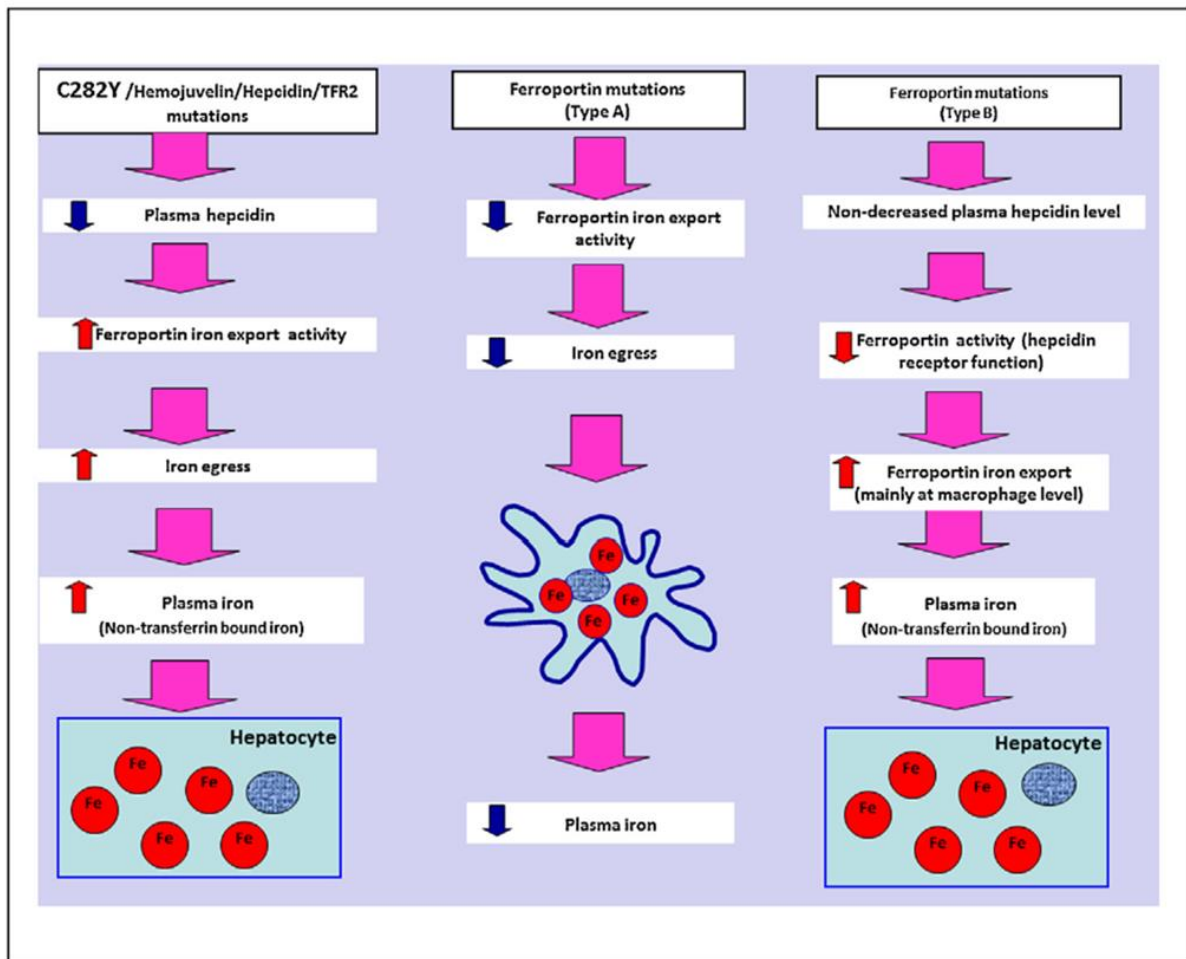 C282Y /Hemojuvelin/Hepcidin/TFR2
mutations
Plasma hepcidin
Ferroportin iron export activity
Iron egress
Plasma iron
(Non-transferrin bound iron)
Hepatocyte
Fe
Fe
Fe
Fe
Fe
Ferroportin mutations
(Type A)
Ferroportin iron export
activity
Iron egress
Fe
Fe
Fe
Fe
Plasma iron
Ferroportin mutations
(Type B)
Non-decreased plasma hepcidin level
Ferroportin activity (hepcidin
receptor function)
Ferroportin iron export
(mainly at macrophage level)
Plasma iron
(Non-transferrin bound iron)
Hepatocyte
Fe
Fe
Fe
Fe
Fe